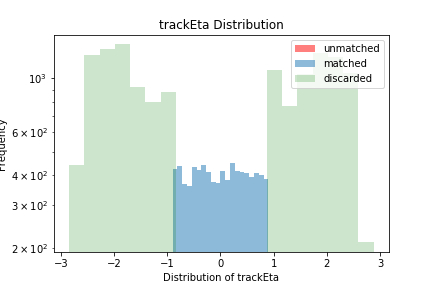 trackEta Distribution
unmatched
matched
discarded
Frequency
10³
6 × 10²
4 × 10²
3 × 10²
2 × 10²
−3 −2 −1 0 1 2 3
Distribution of trackEta